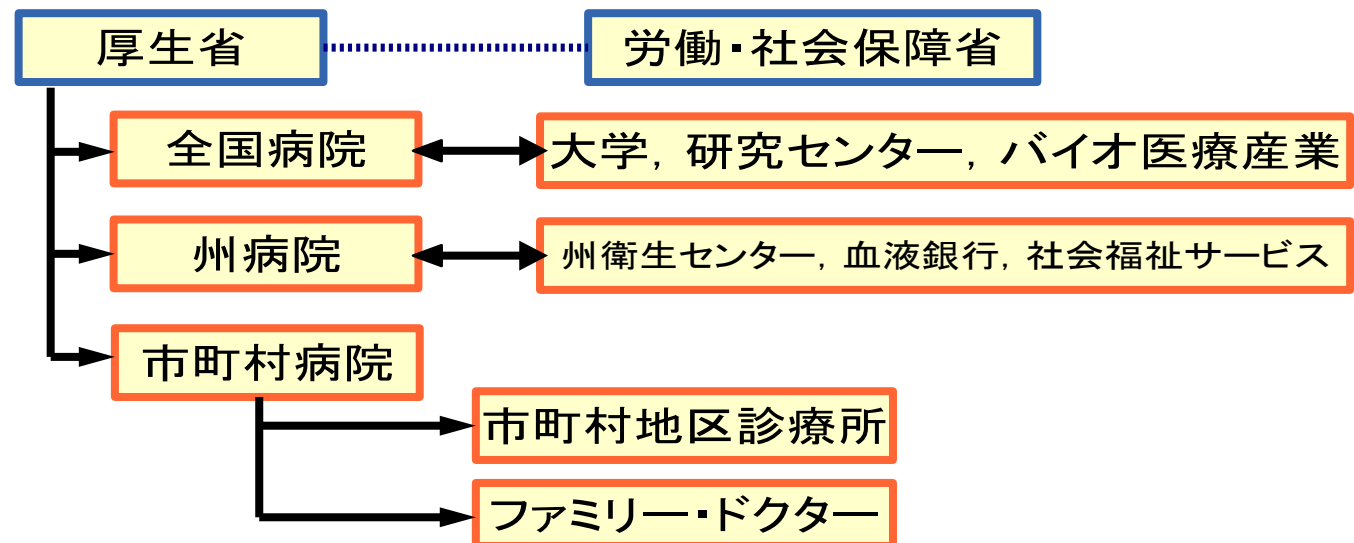 厚生省
労働・社会保障省
全国病院
大学，研究センター，バイオ医療産業
州病院
州衛生センター，血液銀行，社会福祉サービス
市町村病院
市町村地区診療所
ファミリー・ドクター